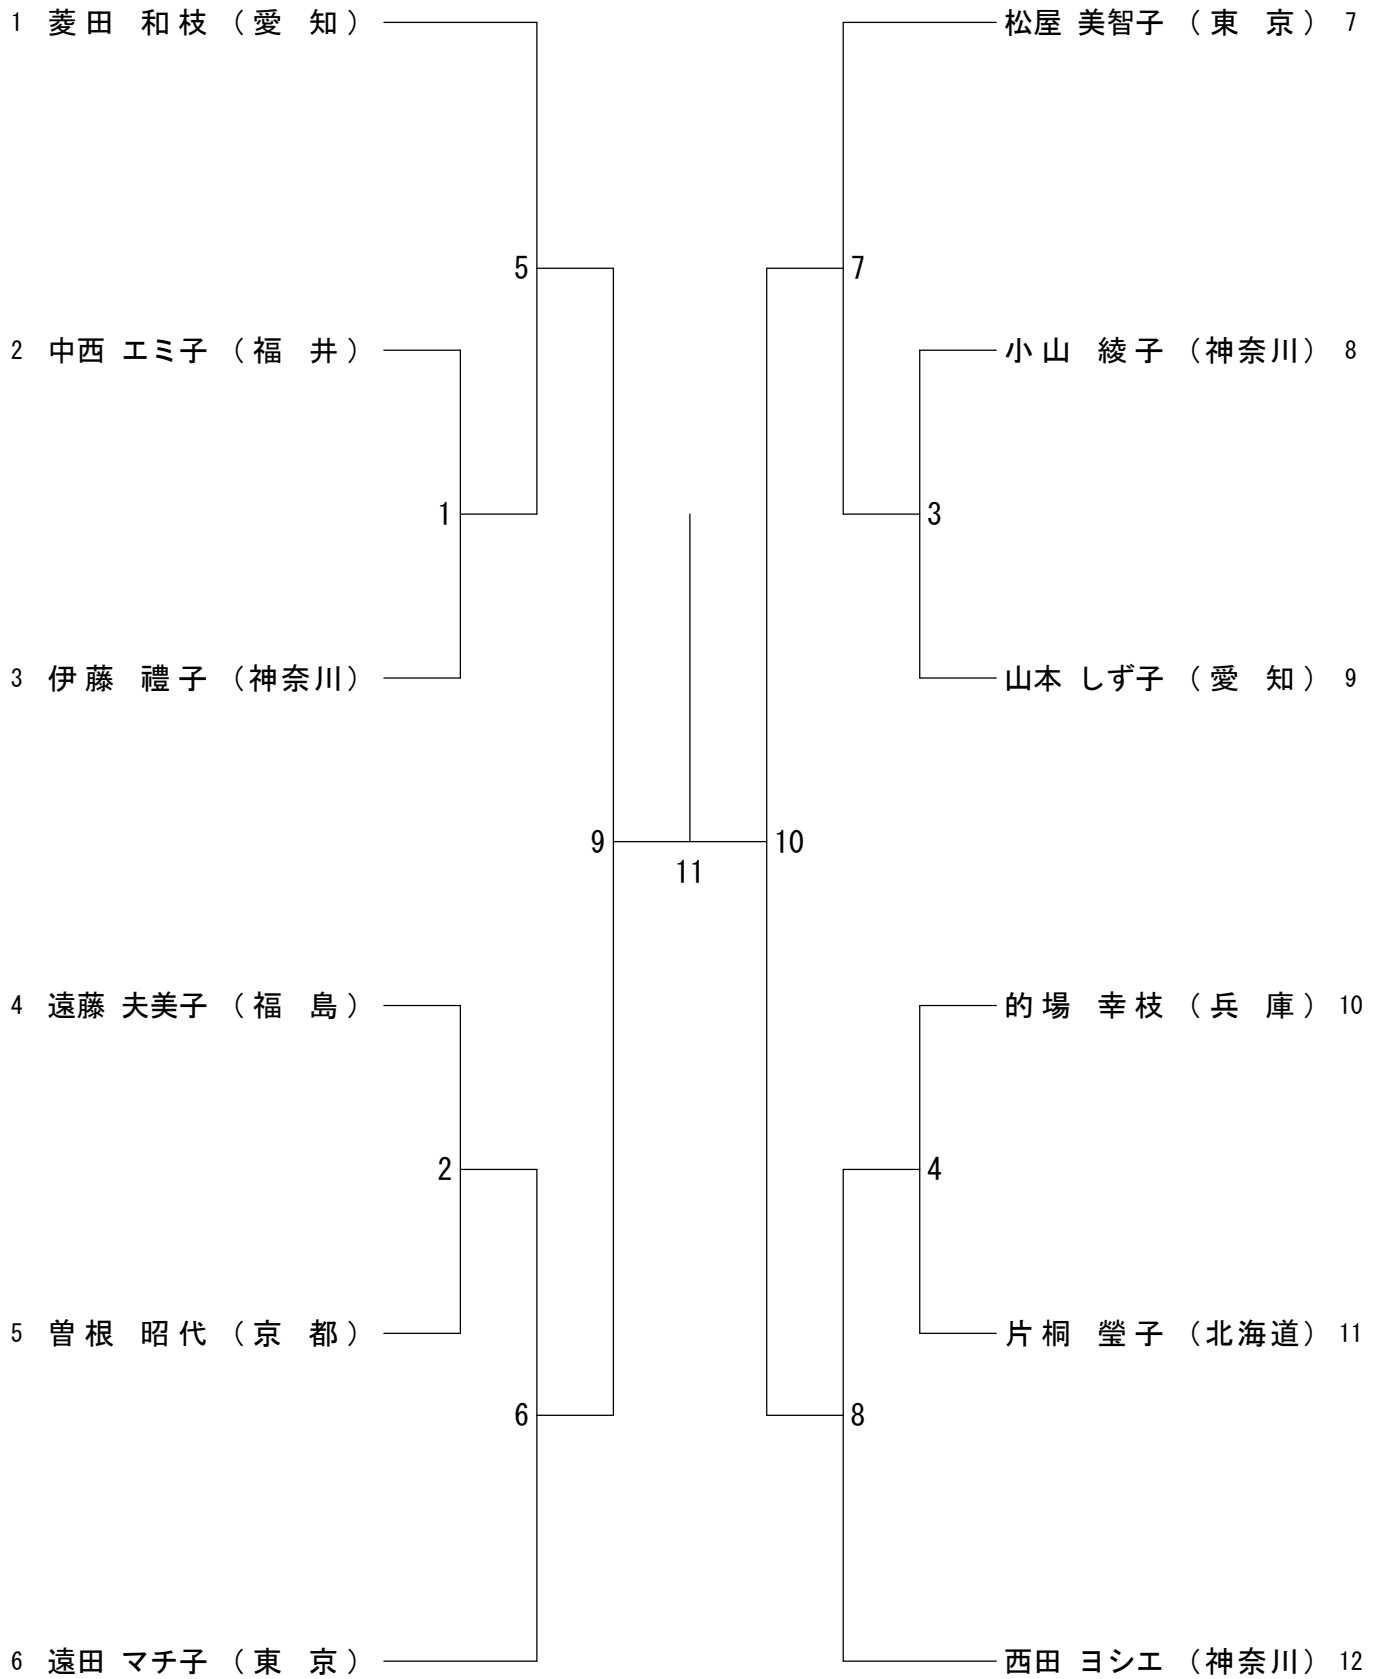 1 菱田 和枝 （愛 知）
松屋 美智子 （東 京） 7
5
7
2 中西 エミ子 （福 井）
小山 綾子 （神奈川） 8
1
3
3 伊藤 禮子 （神奈川）
山本 しず子 （愛 知） 9
9
10
11
4 遠藤 夫美子 （福 島）
的場 幸枝 （兵 庫） 10
2
4
5 曽根 昭代 （京 都）
片桐 瑩子 （北海道） 11
6
8
6 遠田 マチ子 （東 京）
西田 ヨシエ （神奈川） 12